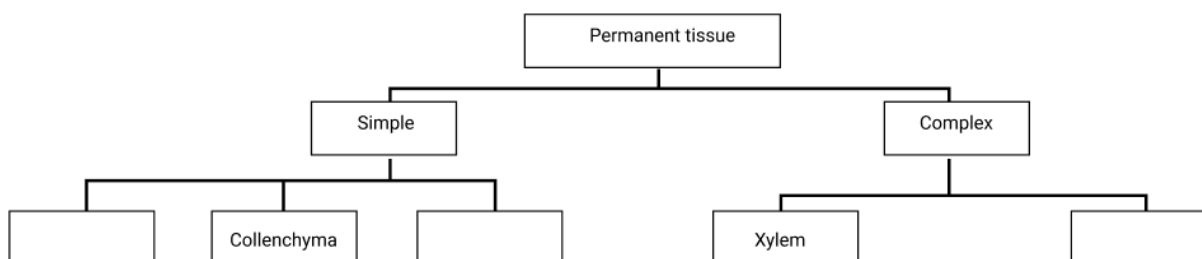 Permanent tissue
Simple
Complex
Collenchyma
Xylem